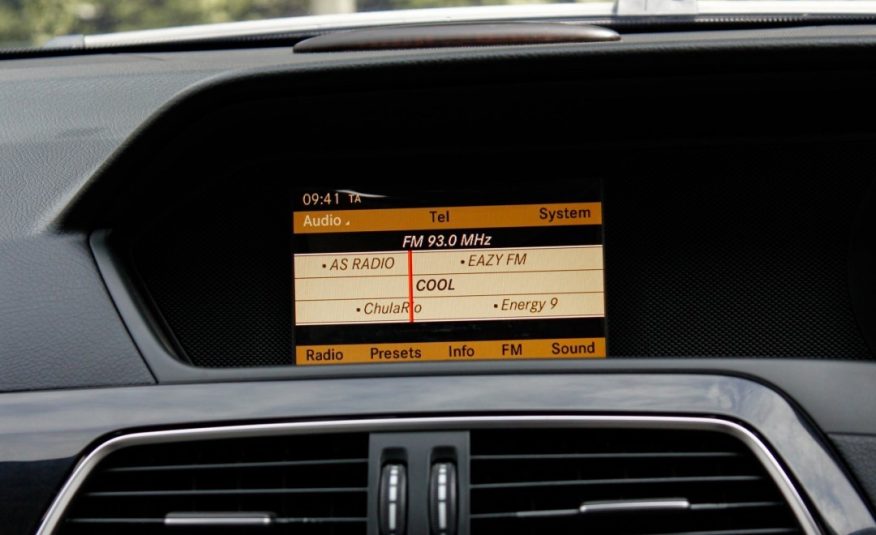 09:41 TA
Audio Tel System
FM 93.0 MHz
• AS RADIO • EAZY FM
COOL
• ChulaRio • Energy 9
Radio Presets Info FM Sound